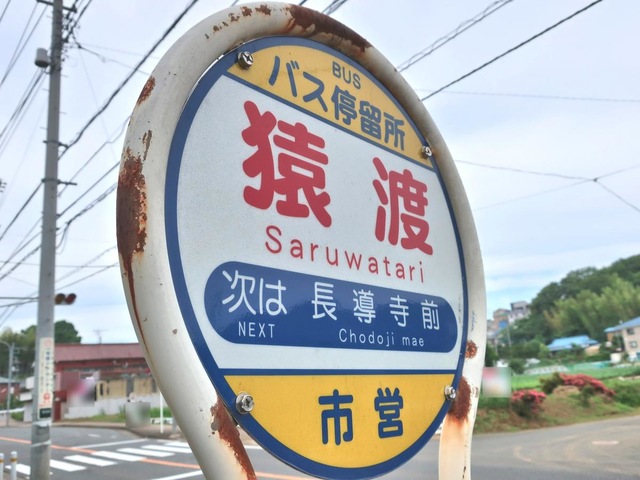 BUS
バス停留所
猿渡
Saruwatari
次は 長導寺前
NEXT Chodoji mae
市営